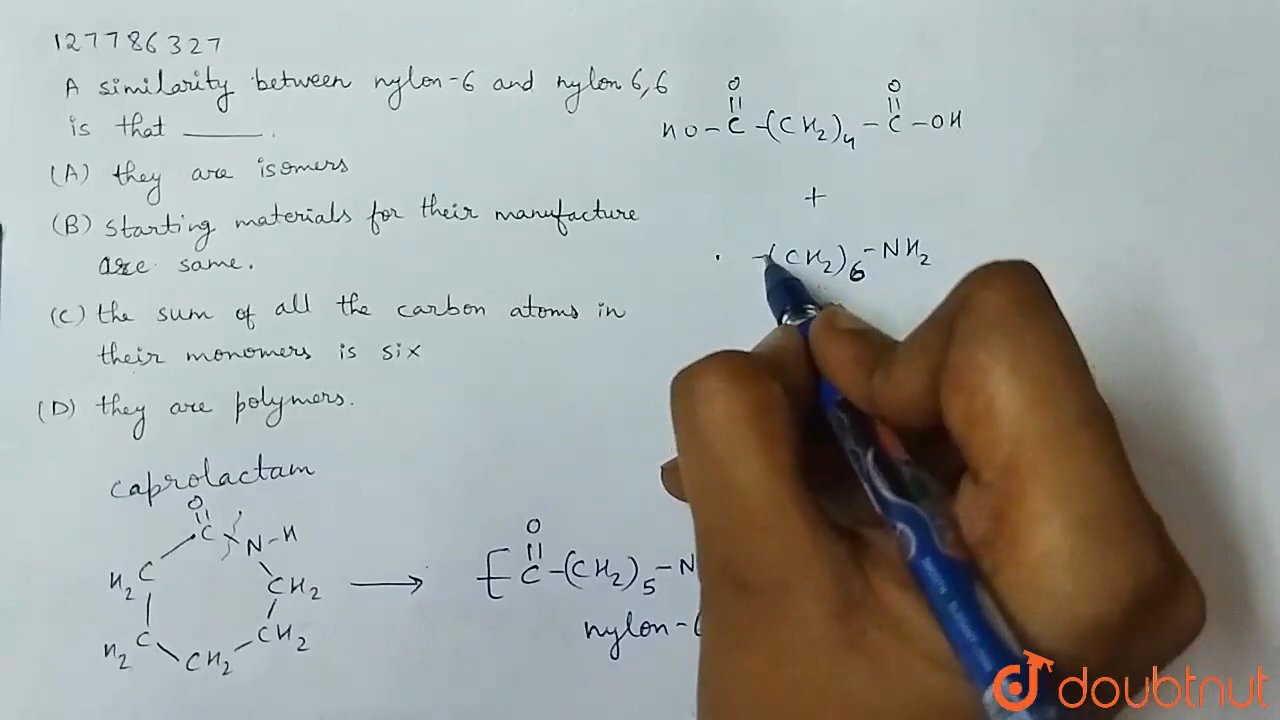 127786327
A similarity between nylon-6 and nylon 6,6
is that ______.
(A) they are isomers
(B) starting materials for their manufacture
are same.
(C) the sum of all the carbon atoms in
their monomers is six
(D) they are polymers.
O O
HO-C-(CH2)4-C-OH
+
-(CH2)6-NH2
caprolactam
O
C N-H
H2C CH2
H2C CH2 CH2
O
[C-(CH2)5-N
nylon-
doubtnut